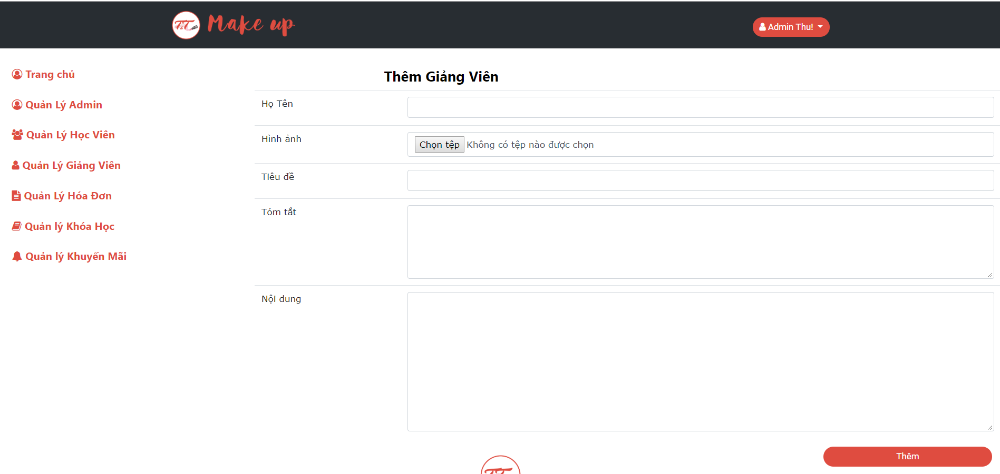 T&T Make up
Admin Thu!
Trang chủ
Quản Lý Admin
Quản Lý Học Viên
Quản Lý Giảng Viên
Quản Lý Hóa Đơn
Quản lý Khóa Học
Quản lý Khuyến Mãi
Thêm Giảng Viên
Họ Tên
Hình ảnh
Chọn tệp Không có tệp nào được chọn
Tiêu đề
Tóm tắt
Nội dung
Thêm